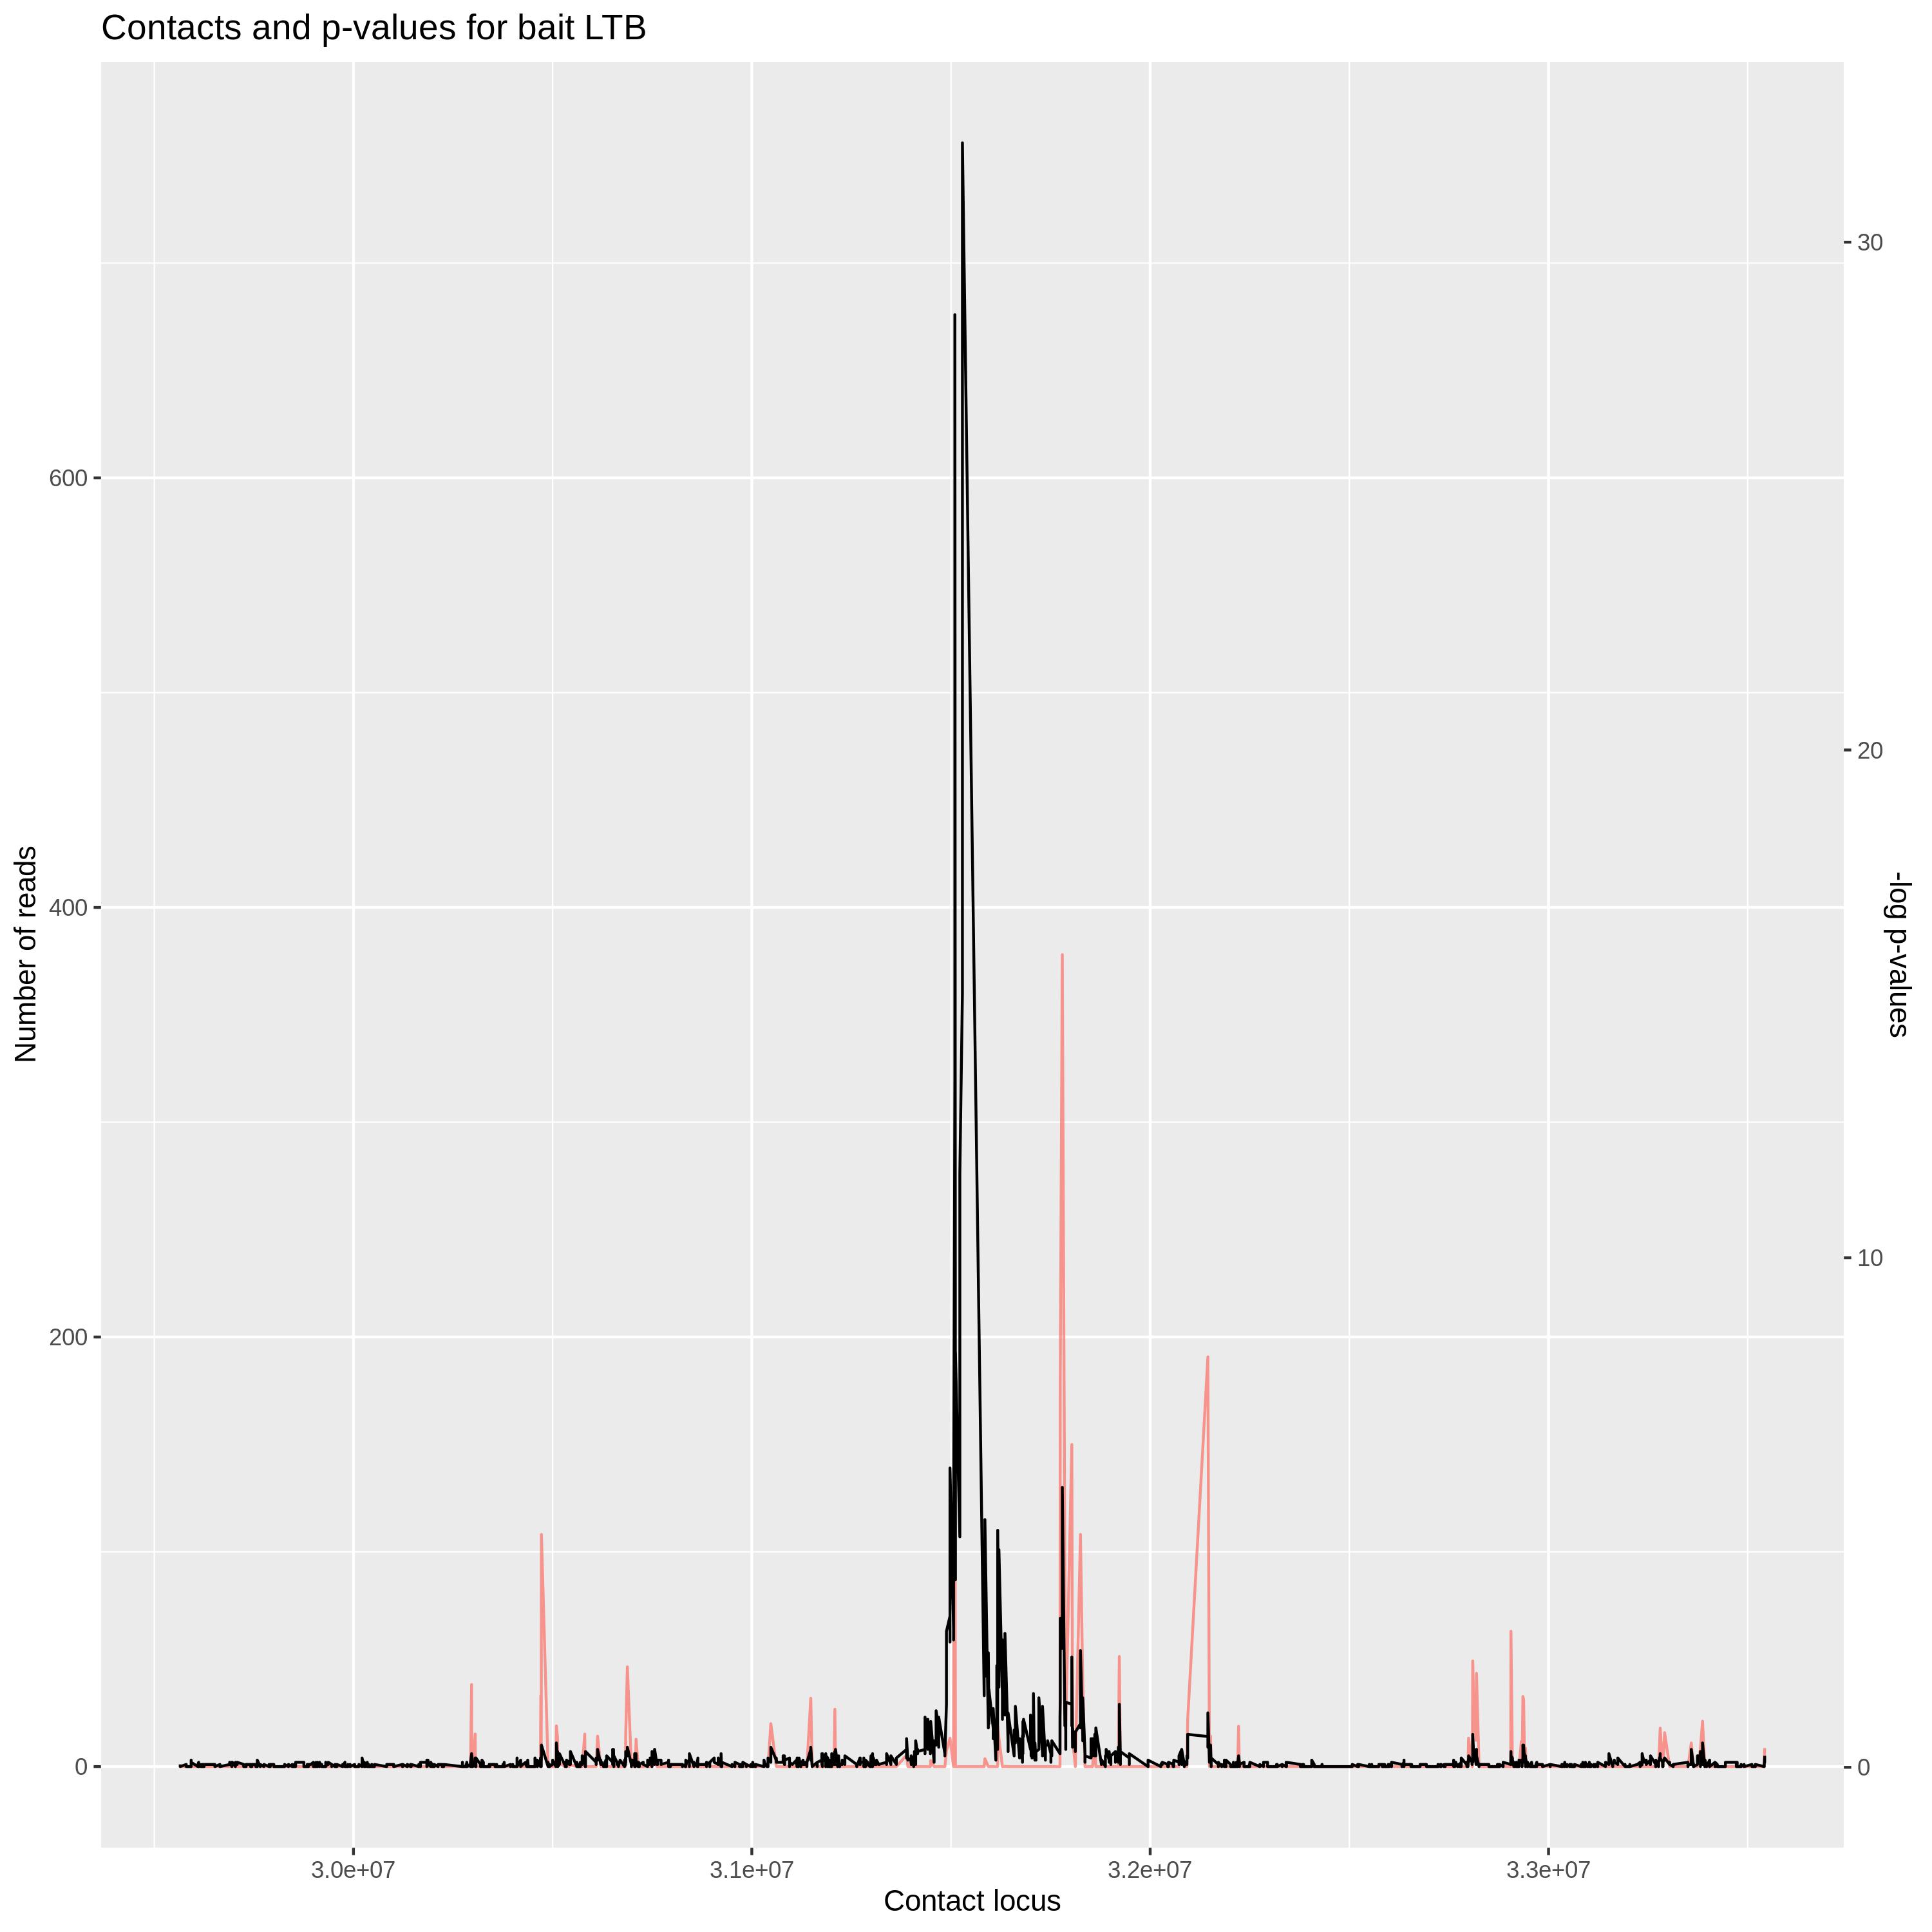 Contacts and p-values for bait LTB
Number of reads
600
400
200
0
30
20
10
0
-log p-values
3.0e+07
3.1e+07
3.2e+07
3.3e+07
Contact locus